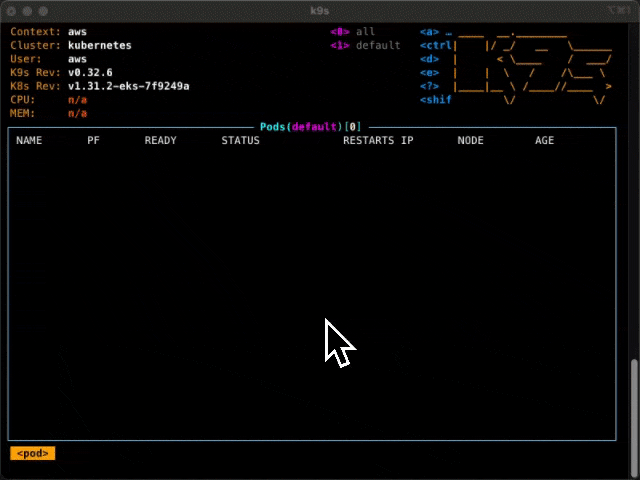 k9s
Context: aws
Cluster: kubernetes
User: aws
K9s Rev: v0.32.6
K8s Rev: v1.31.2-eks-7f9249a
CPU: n/a
MEM: n/a
<0> all
<1> default
<a> …
<ctrl
<d>
<e>
<?>
<shif
Pods(default)[0]
NAME PF READY STATUS RESTARTS IP NODE AGE
<pod>